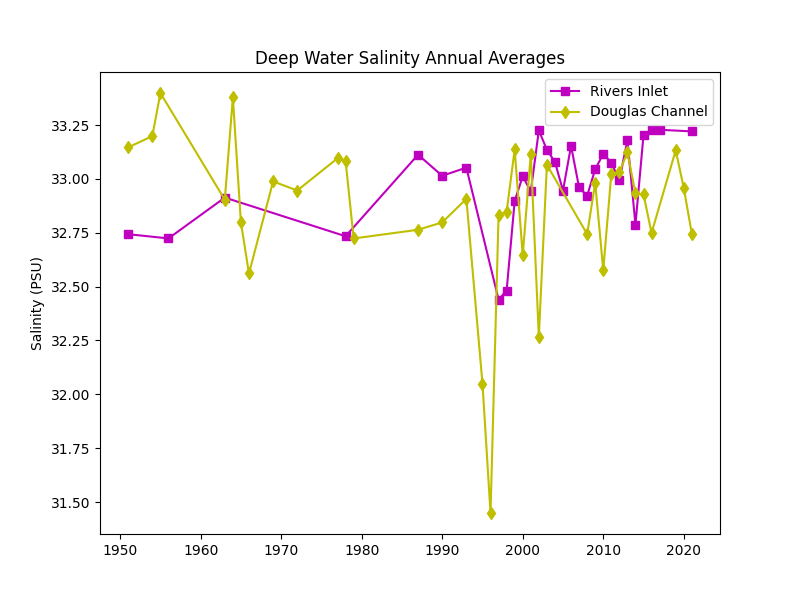 Deep Water Salinity Annual Averages
Rivers Inlet
Douglas Channel
Salinity (PSU)
33.25
33.00
32.75
32.50
32.25
32.00
31.75
31.50
1950 1960 1970 1980 1990 2000 2010 2020